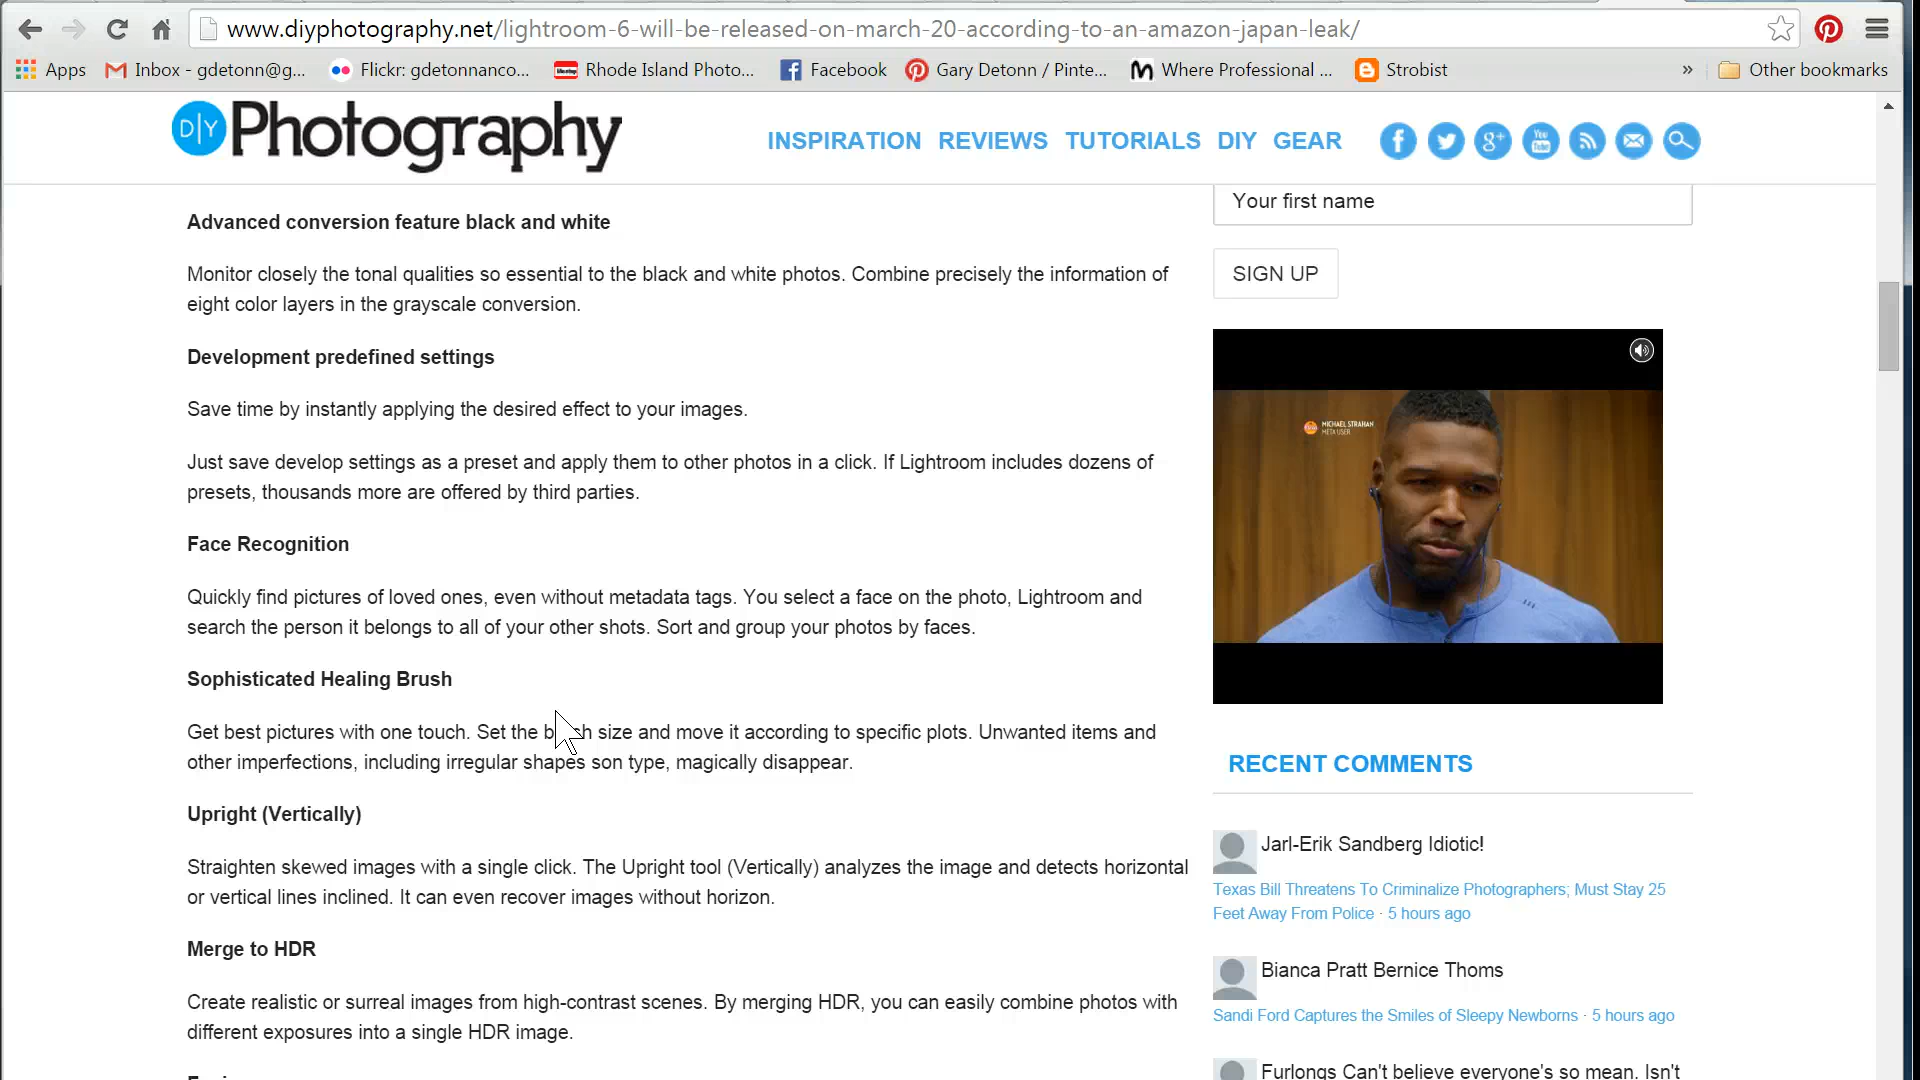 www.diyphotography.net/lightroom-6-will-be-released-on-march-20-according-to-an-amazon-japan-leak/
Apps Inbox - gdetonn@g... Flickr: gdetonnanco... Rhode Island Photo... Facebook Gary Detonn / Pinte... Where Professional ... Strobist » Other bookmarks
DIY Photography INSPIRATION REVIEWS TUTORIALS DIY GEAR
Advanced conversion feature black and white
Monitor closely the tonal qualities so essential to the black and white photos. Combine precisely the information of
eight color layers in the grayscale conversion.
Development predefined settings
Save time by instantly applying the desired effect to your images.
Just save develop settings as a preset and apply them to other photos in a click. If Lightroom includes dozens of
presets, thousands more are offered by third parties.
Face Recognition
Quickly find pictures of loved ones, even without metadata tags. You select a face on the photo, Lightroom and
search the person it belongs to all of your other shots. Sort and group your photos by faces.
Sophisticated Healing Brush
Get best pictures with one touch. Set the size and move it according to specific plots. Unwanted items and
other imperfections, including irregular shapes son type, magically disappear.
Upright (Vertically)
Straighten skewed images with a single click. The Upright tool (Vertically) analyzes the image and detects horizontal
or vertical lines inclined. It can even recover images without horizon.
Merge to HDR
Create realistic or surreal images from high-contrast scenes. By merging HDR, you can easily combine photos with
different exposures into a single HDR image.
Your first name
SIGN UP
MICHAEL STRAHAN
META USER
RECENT COMMENTS
Jarl-Erik Sandberg Idiotic!
Texas Bill Threatens To Criminalize Photographers; Must Stay 25
Feet Away From Police · 5 hours ago
Bianca Pratt Bernice Thoms
Sandi Ford Captures the Smiles of Sleepy Newborns · 5 hours ago
Furlongs Can't believe everyone's so mean. Isn't